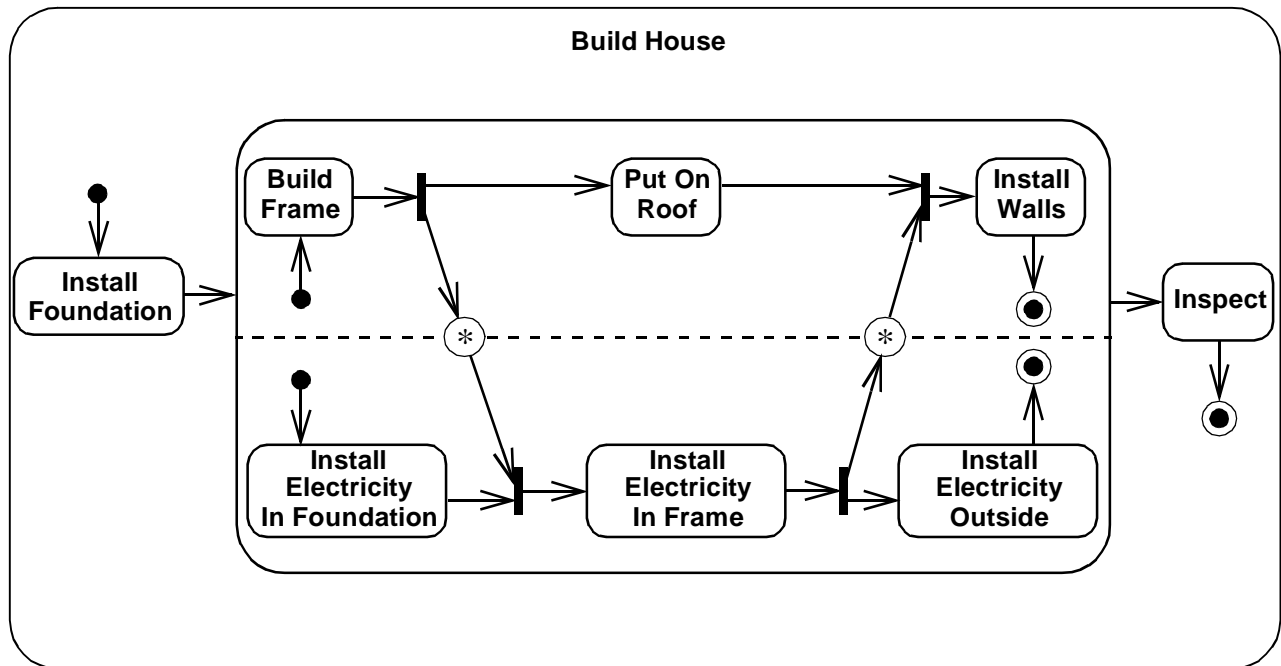 Build House
Build
Frame
Put On
Roof
Install
Walls
Install
Foundation
Inspect
*
*
Install
Electricity
In Foundation
Install
Electricity
In Frame
Install
Electricity
Outside